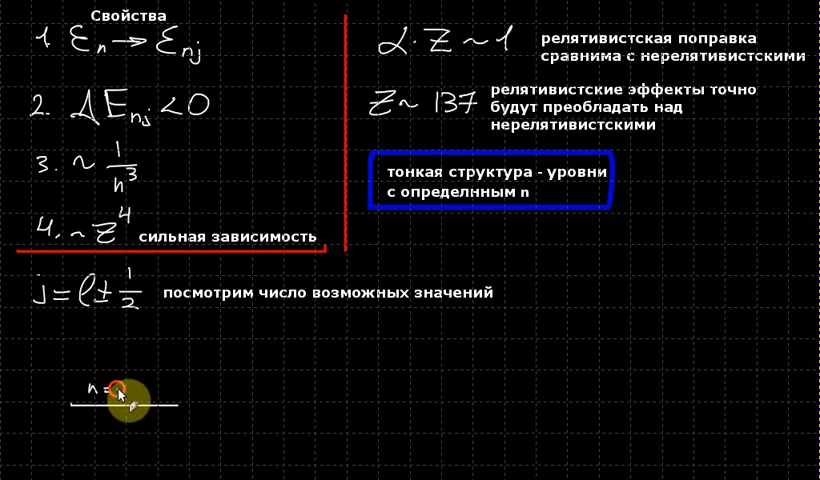 Свойства
1. ℰn → ℰnj
2. ΔEnj < 0
3. ~ 1/n³
4. ~ Z⁴ сильная зависимость
j = ℓ ± 1/2 посмотрим число возможных значений
n =
α·Z ~ 1 релятивистская поправка
сравнима с нерелятивистскими
Z ~ 137 релятивистские эффекты точно
будут преобладать над
нерелятивистскими
тонкая структура - уровни
с определнным n